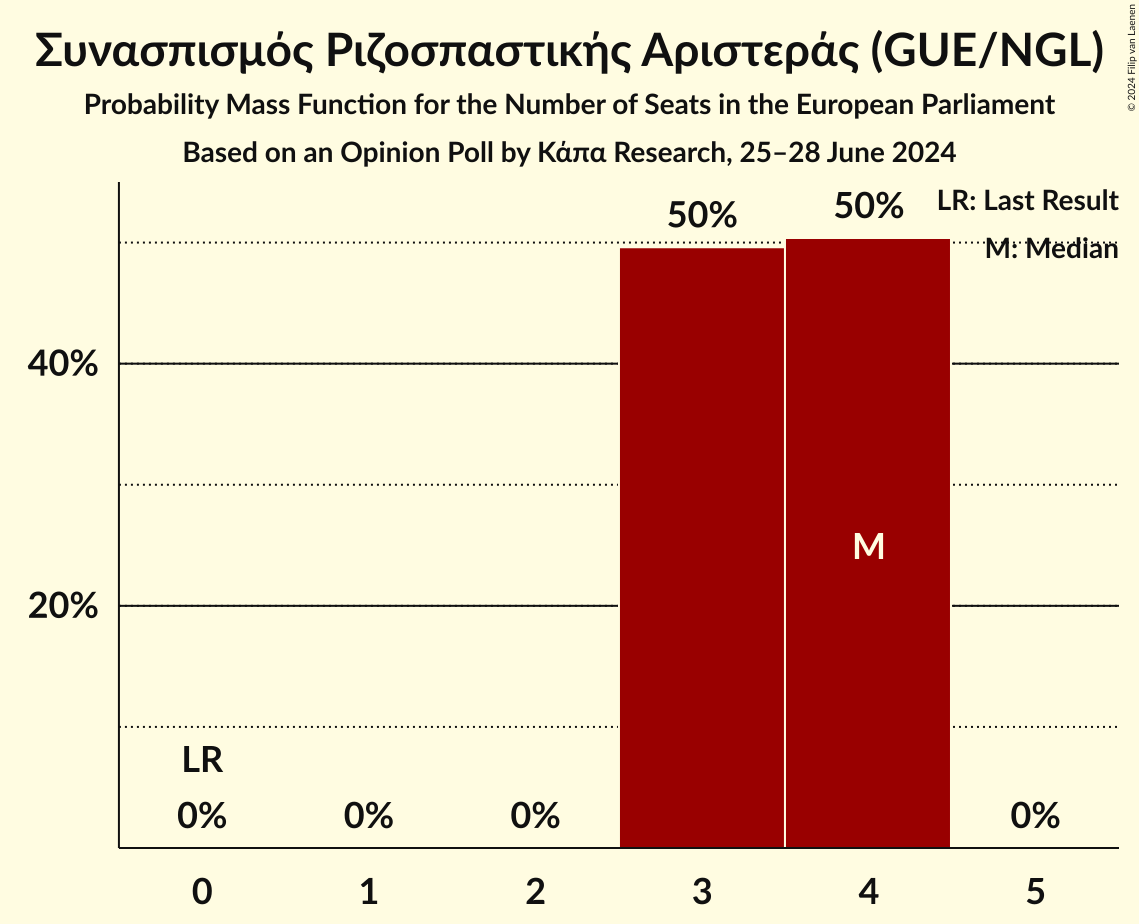 Συνασπισμός Ριζοσπαστικής Αριστεράς (GUE/NGL)
Probability Mass Function for the Number of Seats in the European Parliament
Based on an Opinion Poll by Κάπα Research, 25–28 June 2024
© 2024 Filip van Laenen
LR: Last Result
M: Median
50%
50%
40%
20%
M
LR
0%
0%
0%
0%
0
1
2
3
4
5